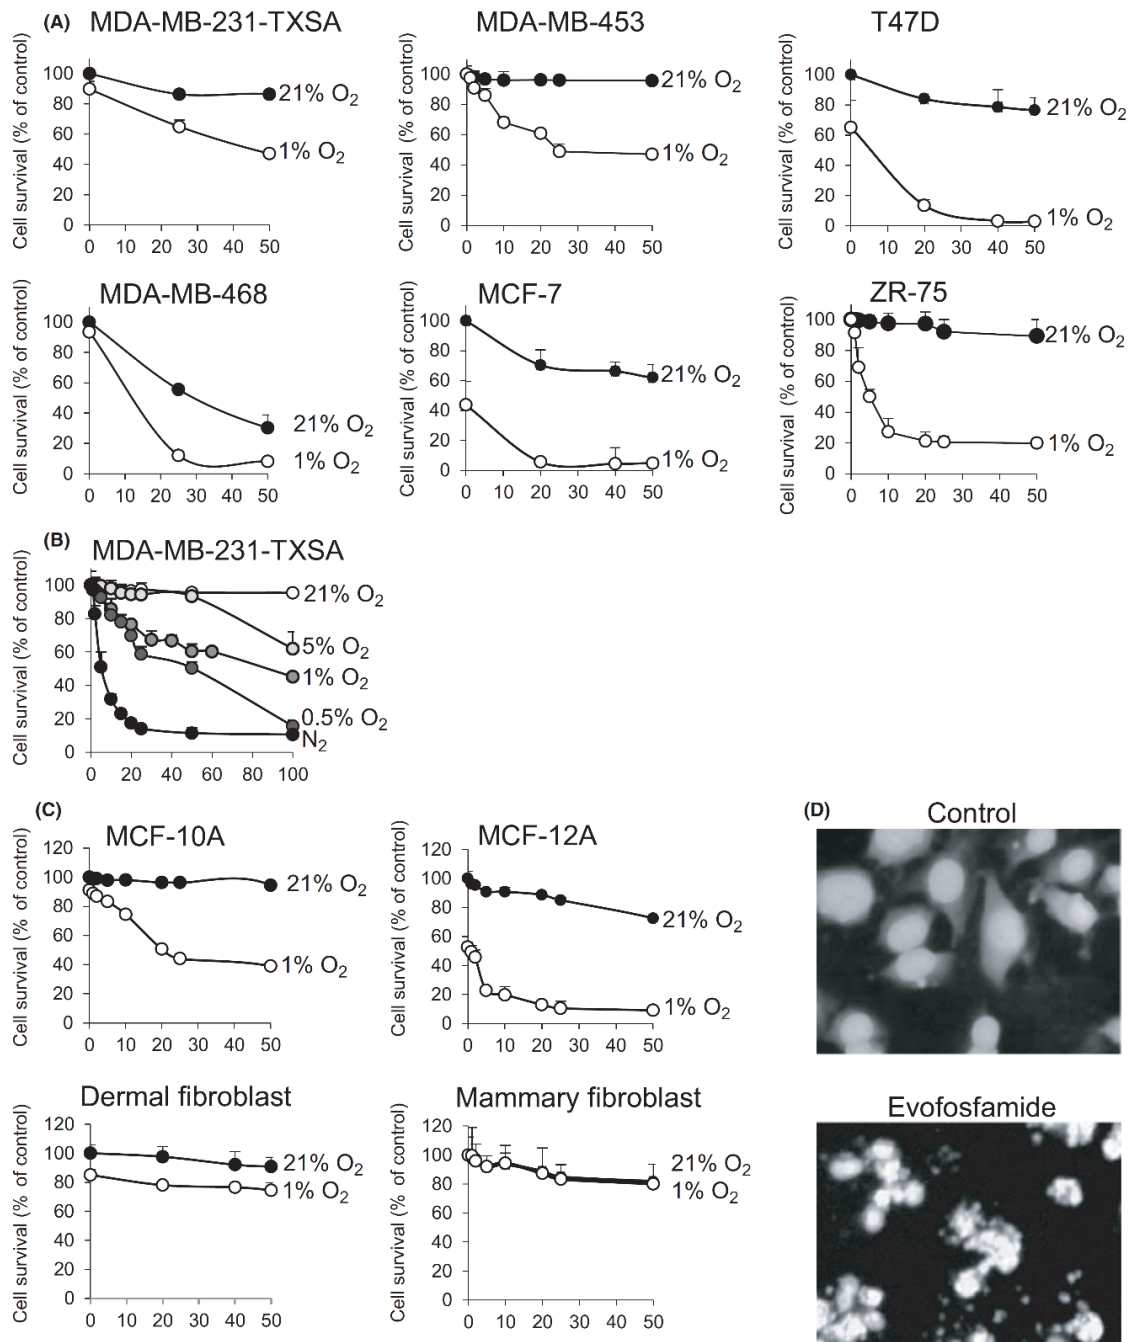 (A)
MDA-MB-231-TXSA
Cell survival (% of control)
100
80
60
40
20
0
0 10 20 30 40 50
21% O2
1% O2
MDA-MB-453
Cell survival (% of control)
100
80
60
40
20
0
0 10 20 30 40 50
21% O2
1% O2
T47D
Cell survival (% of control)
100
80
60
40
20
0
0 10 20 30 40 50
21% O2
1% O2
MDA-MB-468
Cell survival (% of control)
100
80
60
40
20
0
0 10 20 30 40 50
21% O2
1% O2
MCF-7
Cell survival (% of control)
100
80
60
40
20
0
0 10 20 30 40 50
21% O2
1% O2
ZR-75
Cell survival (% of control)
100
80
60
40
20
0
0 10 20 30 40 50
21% O2
1% O2
(B)
MDA-MB-231-TXSA
Cell survival (% of control)
100
80
60
40
20
0
0 20 40 60 80 100
21% O2
5% O2
1% O2
0.5% O2
N2
(C)
MCF-10A
Cell survival (% of control)
120
100
80
60
40
20
0
0 10 20 30 40 50
21% O2
1% O2
MCF-12A
Cell survival (% of control)
120
100
80
60
40
20
0
0 10 20 30 40 50
21% O2
1% O2
Dermal fibroblast
Cell survival (% of control)
120
100
80
60
40
20
0
0 10 20 30 40 50
21% O2
1% O2
Mammary fibroblast
Cell survival (% of control)
120
100
80
60
40
20
0
0 10 20 30 40 50
21% O2
1% O2
(D)
Control
Evofosfamide